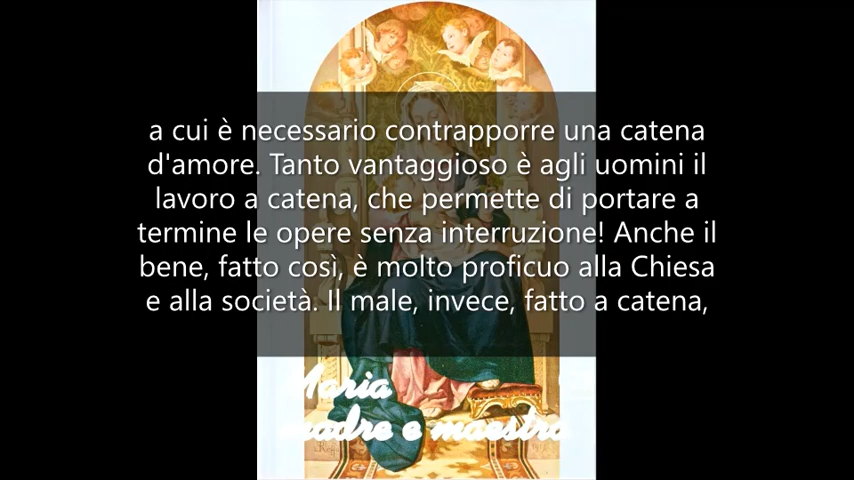 a cui è necessario contrapporre una catena
d'amore. Tanto vantaggioso è agli uomini il
lavoro a catena, che permette di portare a
termine le opere senza interruzione! Anche il
bene, fatto così, è molto proficuo alla Chiesa
e alla società. Il male, invece, fatto a catena,
Maria
madre e maestra